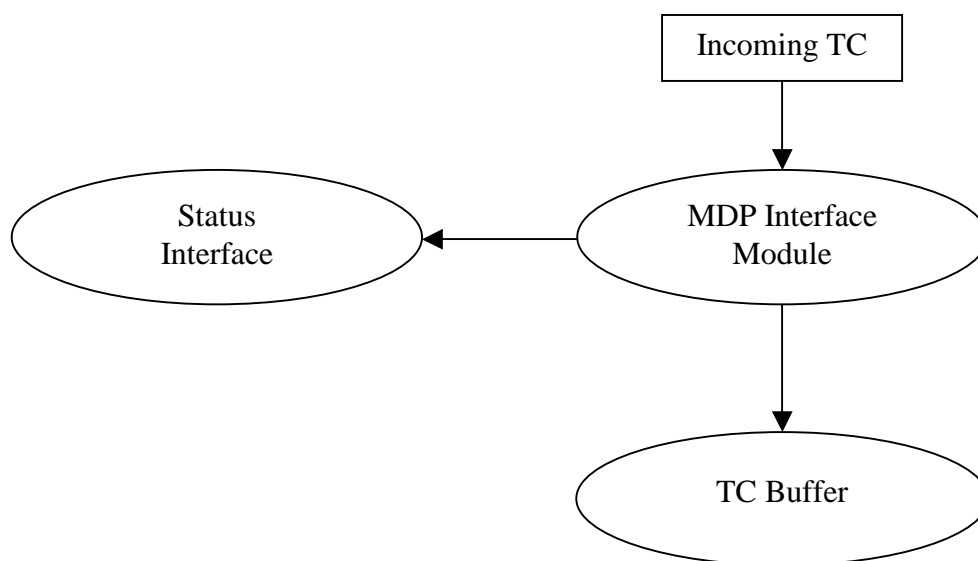 Incoming TC
Status
Interface
MDP Interface
Module
TC Buffer